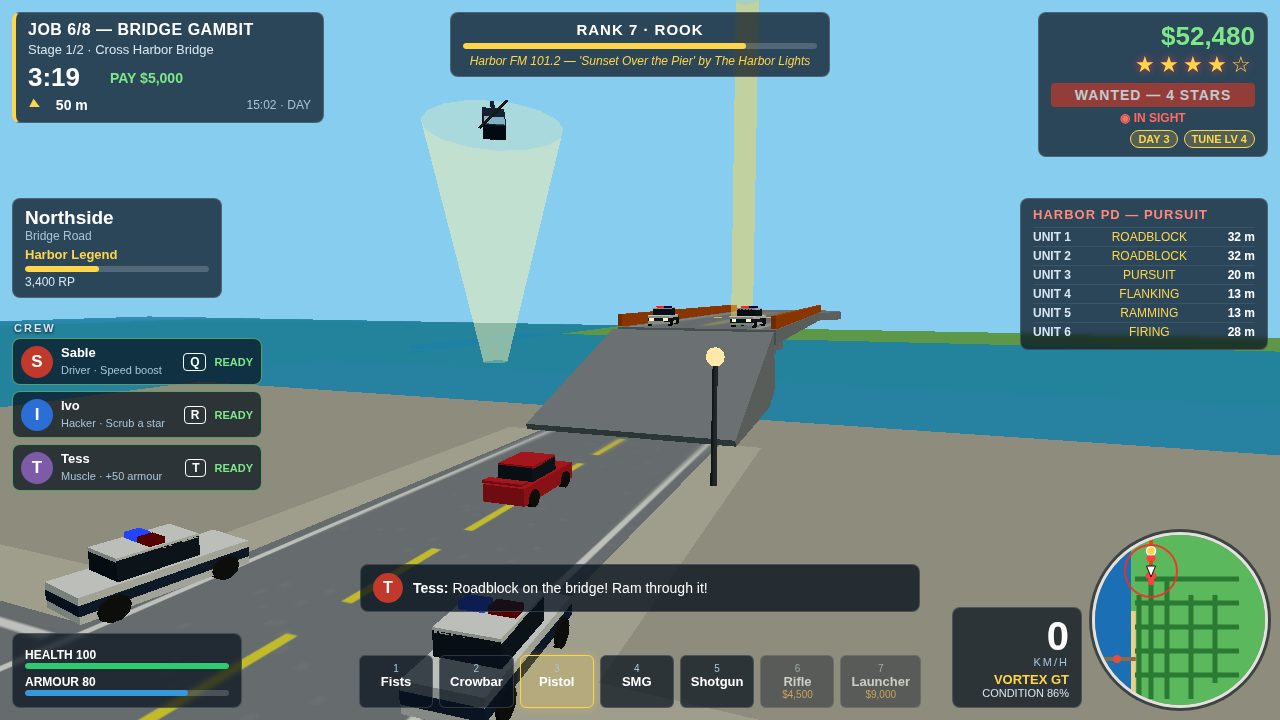 JOB 6/8 — BRIDGE GAMBIT
Stage 1/2 · Cross Harbor Bridge
3:19 PAY $5,000
50 m 15:02 · DAY
RANK 7 · ROOK
Harbor FM 101.2 — 'Sunset Over the Pier' by The Harbor Lights
$52,480
★★★★☆
WANTED — 4 STARS
◉ IN SIGHT
DAY 3 TUNE LV 4
Northside
Bridge Road
Harbor Legend
3,400 RP
HARBOR PD — PURSUIT
UNIT 1 ROADBLOCK 32 m
UNIT 2 ROADBLOCK 32 m
UNIT 3 PURSUIT 20 m
UNIT 4 FLANKING 13 m
UNIT 5 RAMMING 13 m
UNIT 6 FIRING 28 m
CREW
S Sable Q READY
Driver · Speed boost
I Ivo R READY
Hacker · Scrub a star
T Tess T READY
Muscle · +50 armour
T Tess: Roadblock on the bridge! Ram through it!
HEALTH 100
ARMOUR 80
1 2 3 4 5 6 7
Fists Crowbar Pistol SMG Shotgun Rifle Launcher
$4,500 $9,000
0
KM/H
VORTEX GT
CONDITION 86%